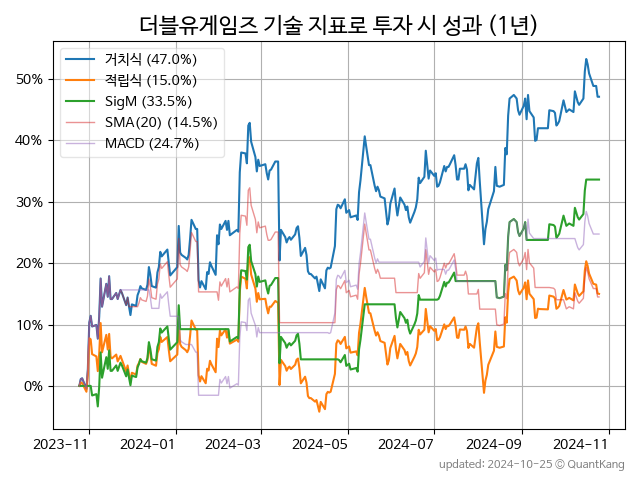 더블유게임즈 기술 지표로 투자 시 성과 (1년)
거치식 (47.0%)
적립식 (15.0%)
SigM (33.5%)
SMA(20) (14.5%)
MACD (24.7%)
50%
40%
30%
20%
10%
0%
2023-11 2024-01 2024-03 2024-05 2024-07 2024-09 2024-11
updated: 2024-10-25 © QuantKang